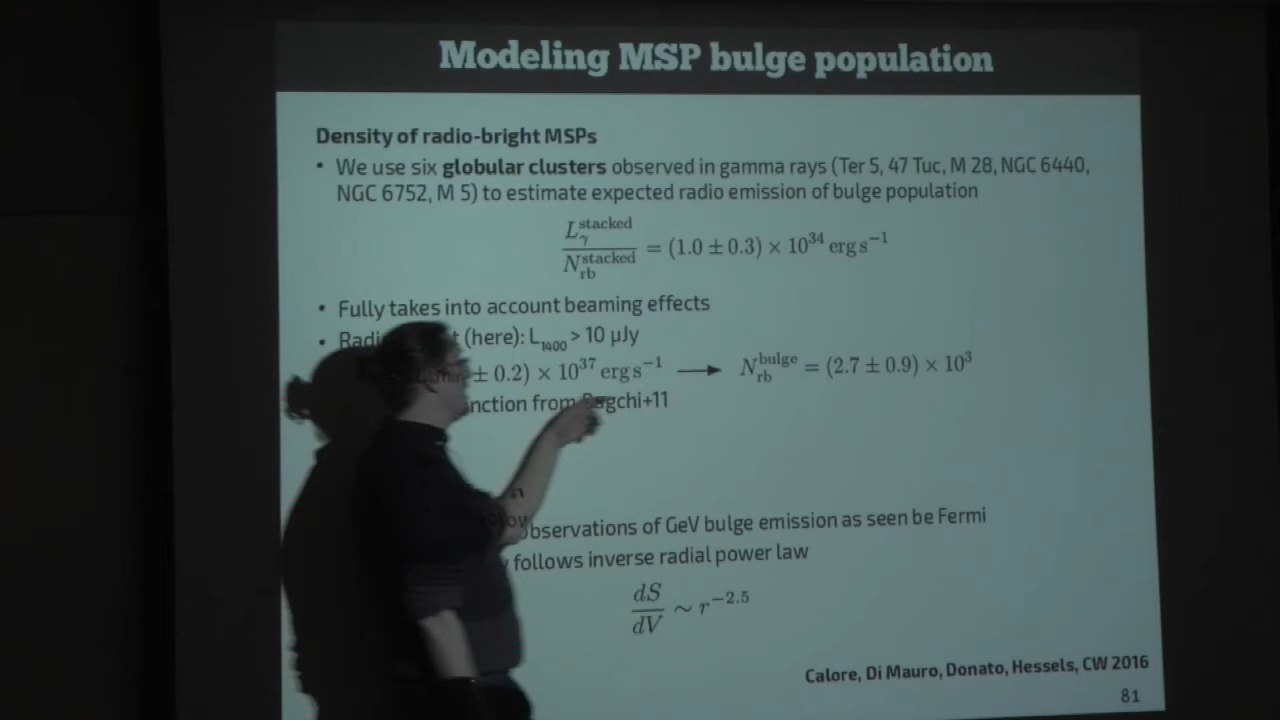 Modeling MSP bulge population
Density of radio-bright MSPs
• We use six globular clusters observed in gamma rays (Ter 5, 47 Tuc, M 28, NGC 6440,
NGC 6752, M 5) to estimate expected radio emission of bulge population
L_γ^stacked / N_rb^stacked = (1.0 ± 0.3) × 10^34 erg s^−1
• Fully takes into account beaming effects
• (here): L_1400 > 10 μJy
± 0.2) × 10^37 erg s^−1 → N_rb^bulge = (2.7 ± 0.9) × 10^3
from +11
observations of GeV bulge emission as seen be Fermi
follows inverse radial power law
dS / dV ∼ r^−2.5
Calore, Di Mauro, Donato, Hessels, CW 2016
81